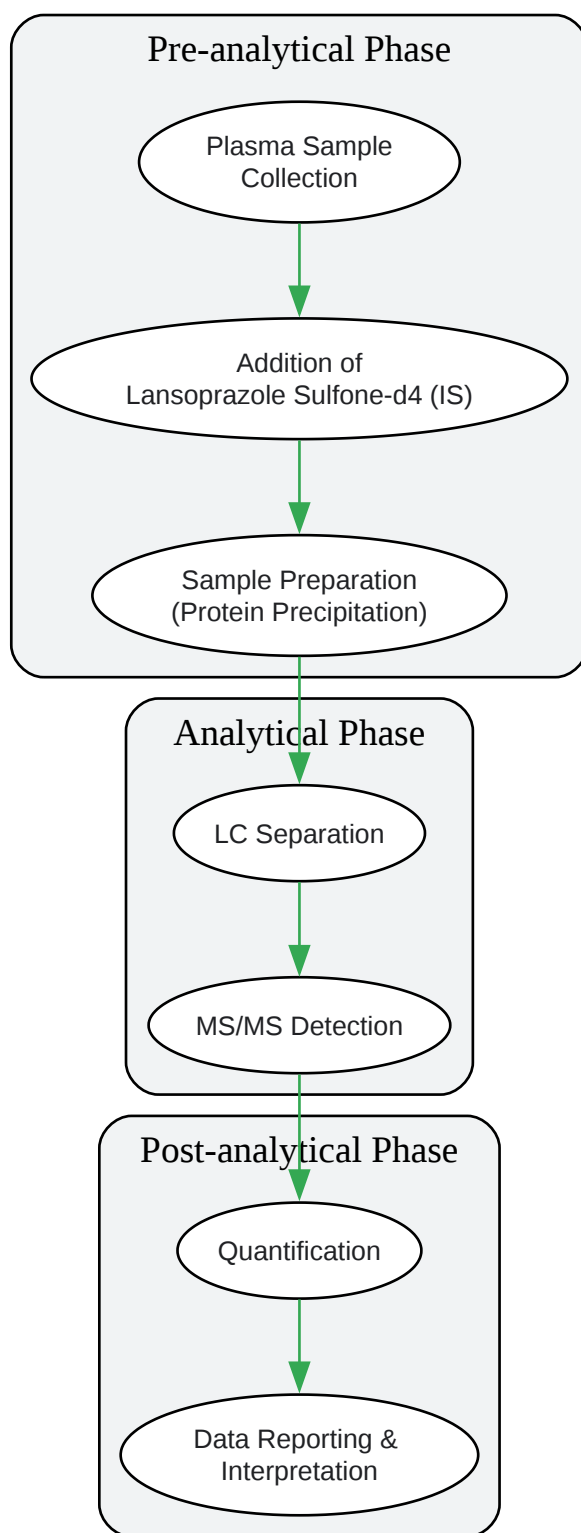 Pre-analytical Phase
Plasma Sample
Collection
Addition of
Lansoprazole Sulfone-d4 (IS)
Sample Preparation
(Protein Precipitation)
Analytical Phase
LC Separation
MS/MS Detection
Post-analytical Phase
Quantification
Data Reporting &
Interpretation